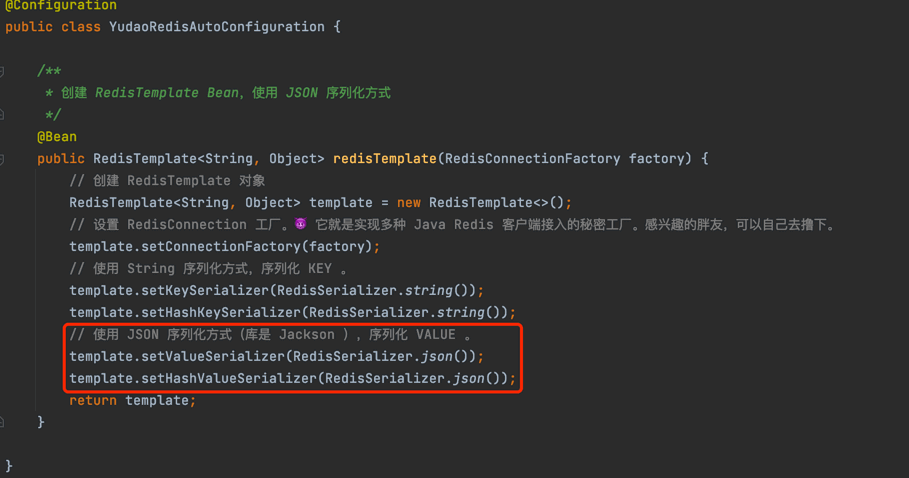 @Configuration
public class YudaoRedisAutoConfiguration {
/**
* 创建 RedisTemplate Bean，使用 JSON 序列化方式
*/
@Bean
public RedisTemplate<String, Object> redisTemplate(RedisConnectionFactory factory) {
// 创建 RedisTemplate 对象
RedisTemplate<String, Object> template = new RedisTemplate<>();
// 设置 RedisConnection 工厂。😈 它就是实现多种 Java Redis 客户端接入的秘密工厂。感兴趣的胖友，可以自己去撸下。
template.setConnectionFactory(factory);
// 使用 String 序列化方式，序列化 KEY 。
template.setKeySerializer(RedisSerializer.string());
template.setHashKeySerializer(RedisSerializer.string());
// 使用 JSON 序列化方式（库是 Jackson ），序列化 VALUE 。
template.setValueSerializer(RedisSerializer.json());
template.setHashValueSerializer(RedisSerializer.json());
return template;
}
}